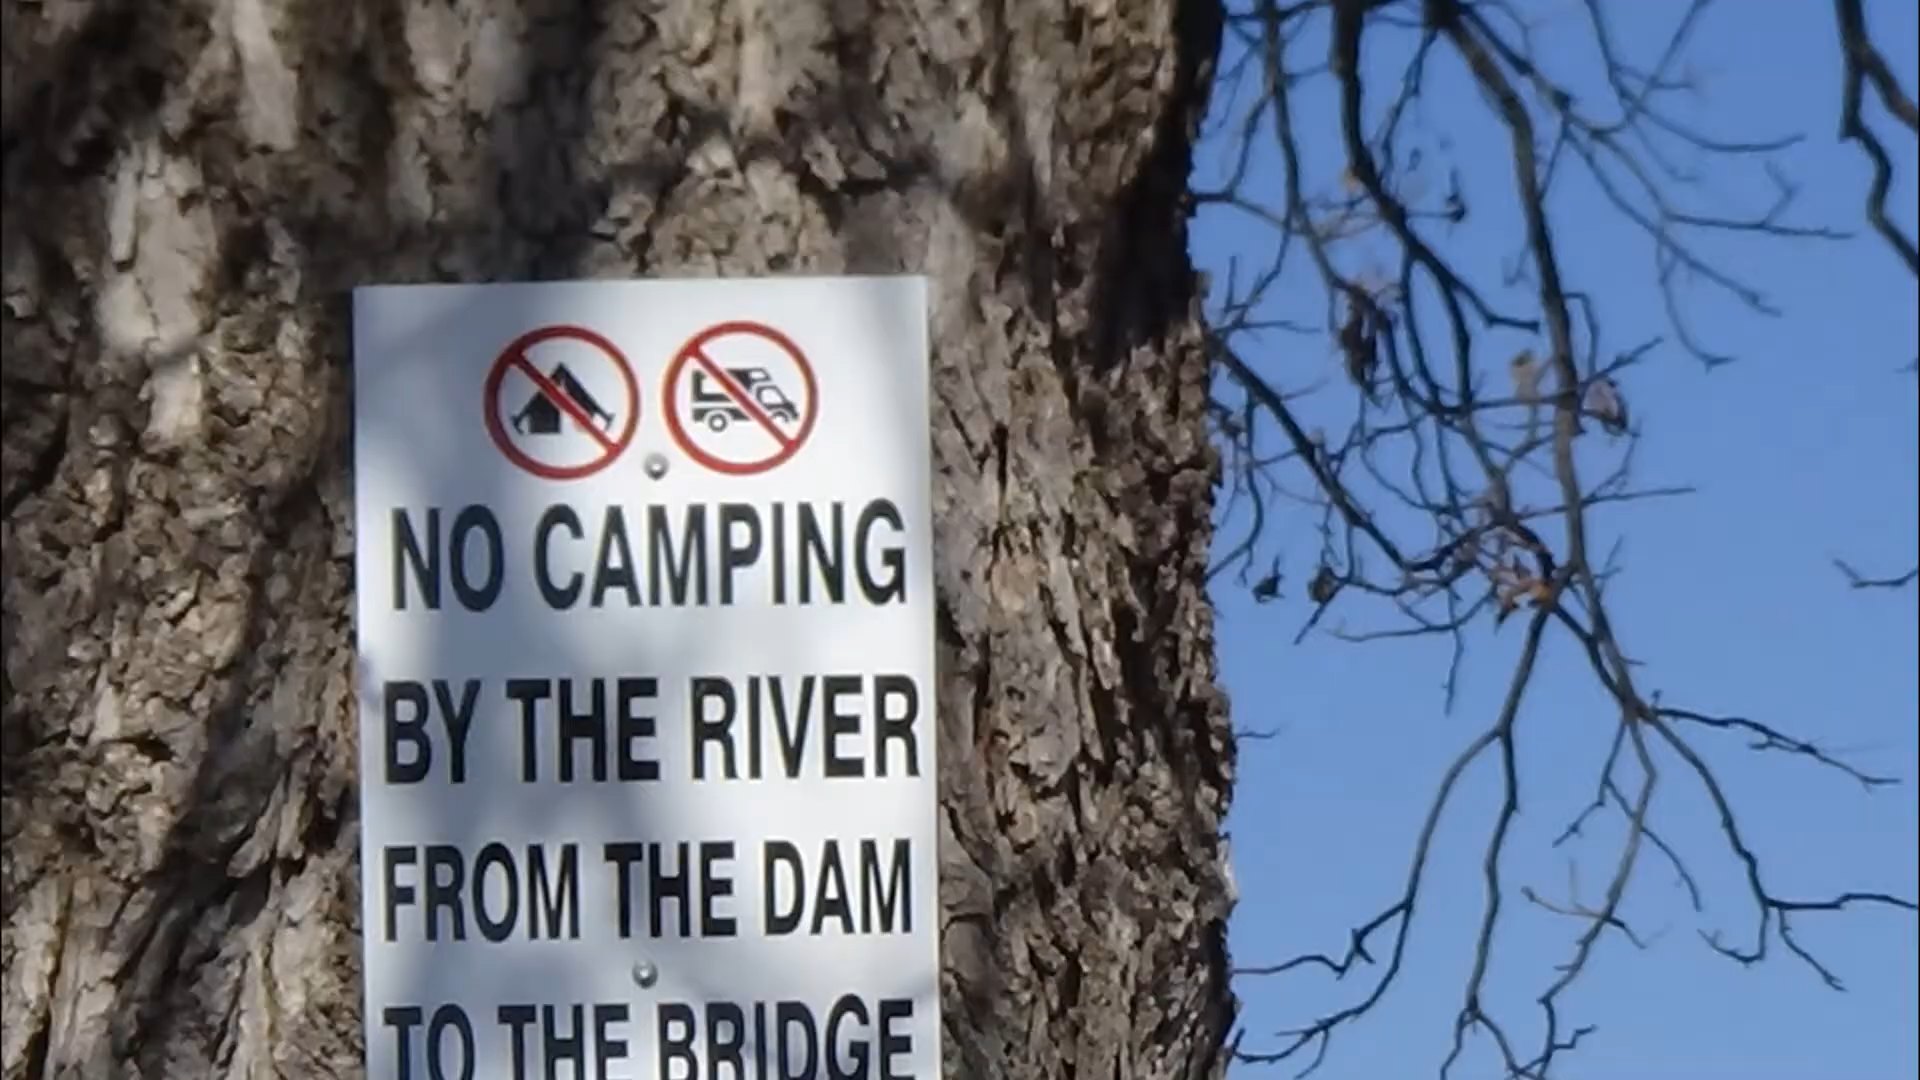 NO CAMPING
BY THE RIVER
FROM THE DAM
TO THE BRIDGE